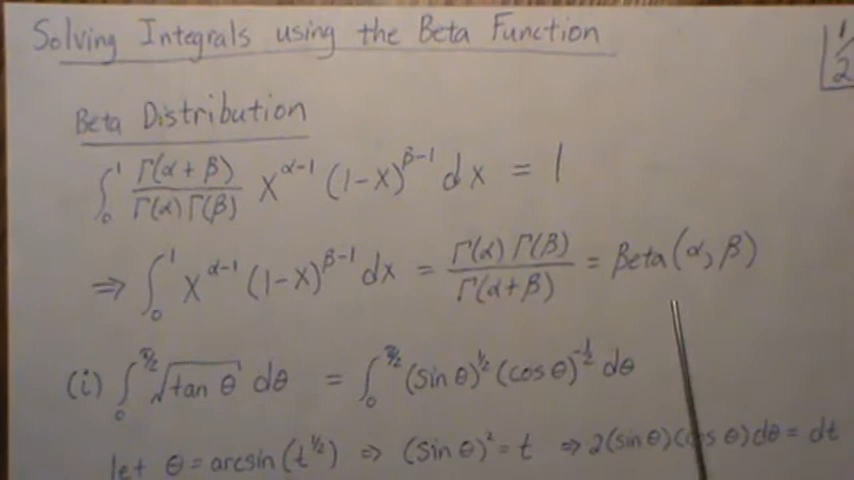 Solving Integrals using the Beta Function
1/2
Beta Distribution
∫₀¹ Γ(α + β)/Γ(α)Γ(β) x^(α-1) (1-x)^(β-1) dx = 1
⇒ ∫₀¹ x^(α-1) (1-x)^(β-1) dx = Γ(α)Γ(β)/Γ(α+β) = Beta(α, β)
(i) ∫₀^(π/2) √(tan θ) dθ = ∫₀^(π/2) (sin θ)^(1/2) (cos θ)^(-1/2) dθ
let θ = arcsin(t^(1/2)) ⇒ (sin θ)² = t ⇒ 2(sin θ)(cos θ)dθ = dt